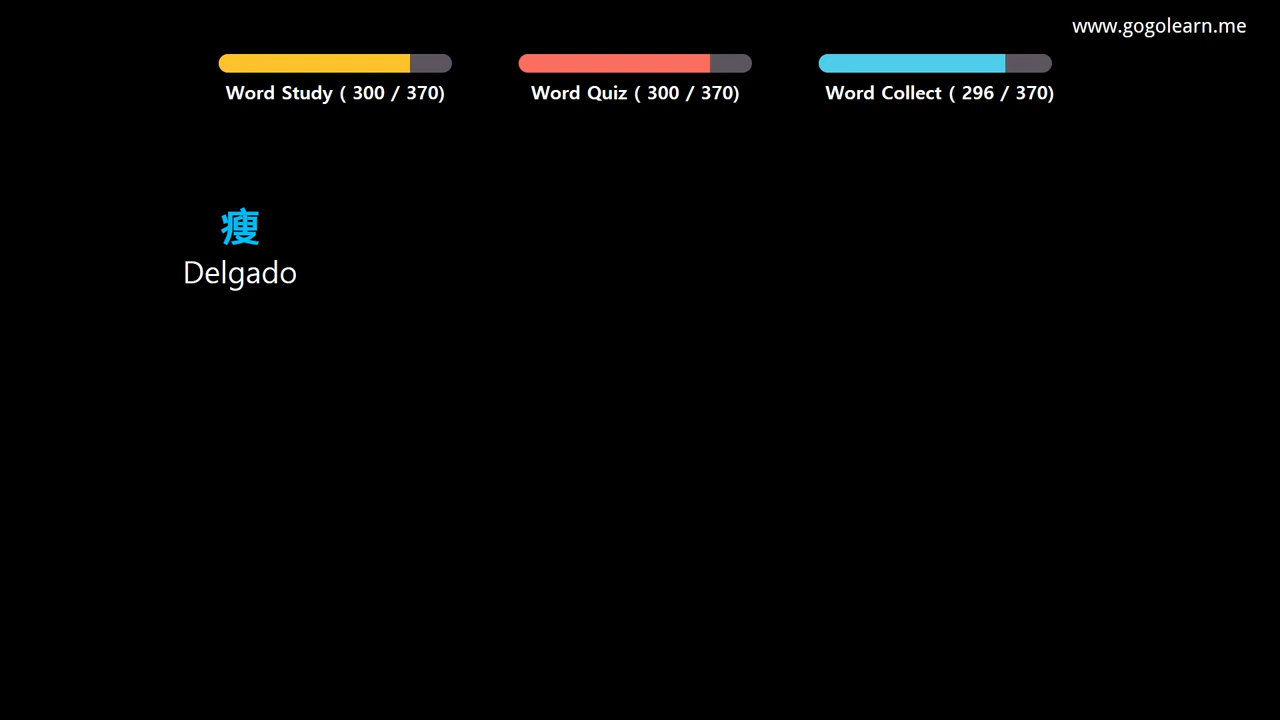 www.gogolearn.me
Word Study ( 300 / 370)
Word Quiz ( 300 / 370)
Word Collect ( 296 / 370)
瘦
Delgado